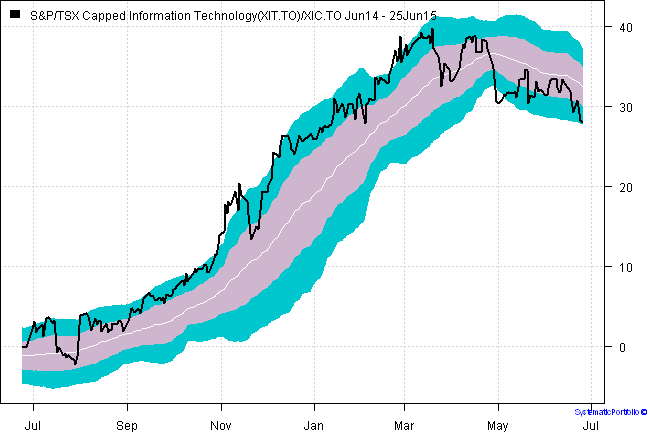 S&P/TSX Capped Information Technology(XIT.TO)/XIC.TO Jun14 - 25Jun15
40
30
20
10
0
SystematicPortfolio ©
Jul
Sep
Nov
Jan
Mar
May
Jul